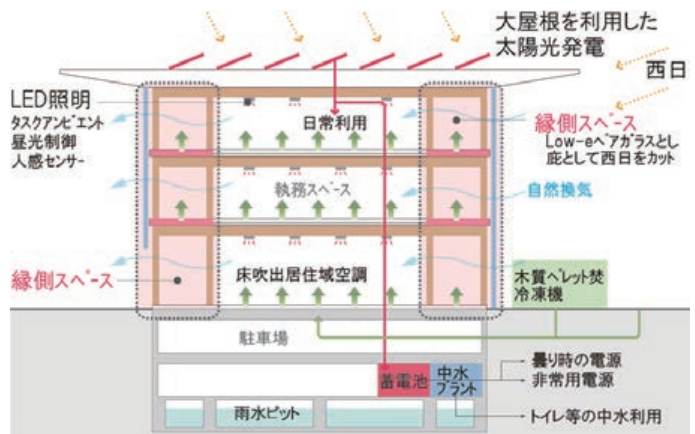 大屋根を利用した
太陽光発電
西日
LED照明
タスクアンビエント
昼光制御
人感センサー
日常利用
縁側スペース
Low-eペアガラスとし
庇として西日をカット
執務スペース
自然換気
縁側スペース
床吹出居住域空調
木質ペレット焚
冷凍機
駐車場
蓄電池
中水
プラント
曇り時の電源
非常用電源
雨水ピット
トイレ等の中水利用